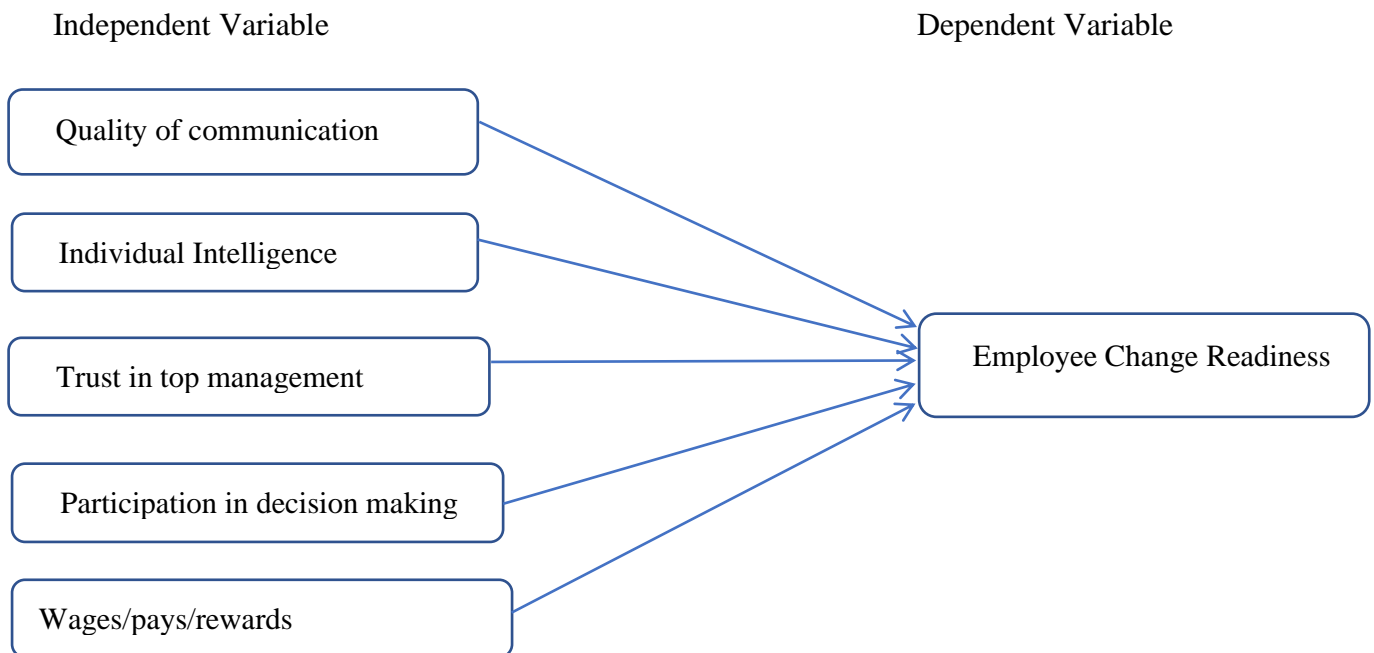 Independent Variable
Dependent Variable
Quality of communication
Individual Intelligence
Trust in top management
Participation in decision making
Wages/pays/rewards
Employee Change Readiness